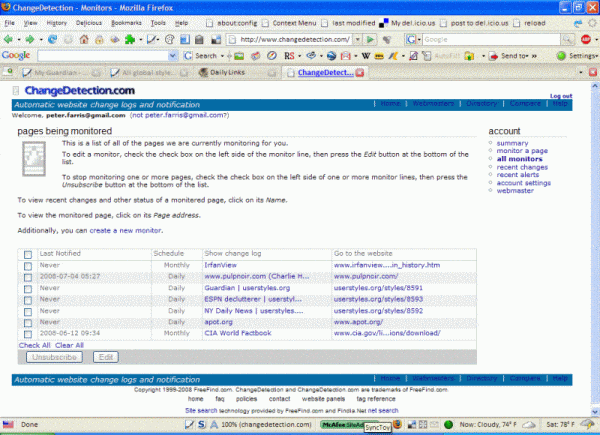 ChangeDetection - Monitors - Mozilla Firefox
File View History Delicious Bookmarks Tools Help about:config Context Menu last modified My del.icio.us post to del.icio.us reload
http://www.changedetection.com/ Google
Google Search RS Send to Settings
My Guardian - All global style... Daily Links ChangeDetect...
ChangeDetection.com
Log out
Automatic website change logs and notification Home Webmasters Directory Compare Help
Welcome, peter.farris@gmail.com (not peter.farris@gmail.com?)
pages being monitored
This is a list of all of the pages we are currently monitoring for you.
To edit a monitor, check the check box on the left side of the monitor line, then press the Edit button at the bottom of the
list.
To stop monitoring one or more pages, check the check box on the left side of one or more monitor lines, then press the
Unsubscribe button at the bottom of the list.
To view recent changes and other status of a monitored page, click on its Name.
To view the monitored page, click on its Page address.
Additionally, you can create a new monitor.
account
summary
monitor a page
all monitors
recent changes
recent alerts
account settings
webmaster
Last Notified Schedule Show change log Go to the website
Never Monthly IrfanView www.irfanview....in_history.htm
2008-07-04 05:27 Daily www.pulpnoir.com (Charlie H... www.pulpnoir.com/
Never Daily Guardian | userstyles.org userstyles.org/styles/8591
Never Daily ESPN declutterer | userstyl... userstyles.org/styles/8593
Never Daily NY Daily News | userstyles.... userstyles.org/styles/8592
Never Daily apot.org www.apot.org/
2008-06-12 09:34 Monthly CIA World Factbook www.cia.gov/li...ions/download/
Check All Clear All
Unsubscribe Edit
Automatic website change logs and notification Home Webmasters Directory Compare Help
Copyright 1999-2008 FreeFind.com. ChangeDetection and ChangeDetection.com are trademarks of FreeFind.com.
home faq policies contact website panels tag reference
Site search technology provided by FreeFind.com and Findia.Net net search
Done 100% (changedetection.com) McAfee SiteAd SyncToy Now: Cloudy, 74° F Sat: 78° F